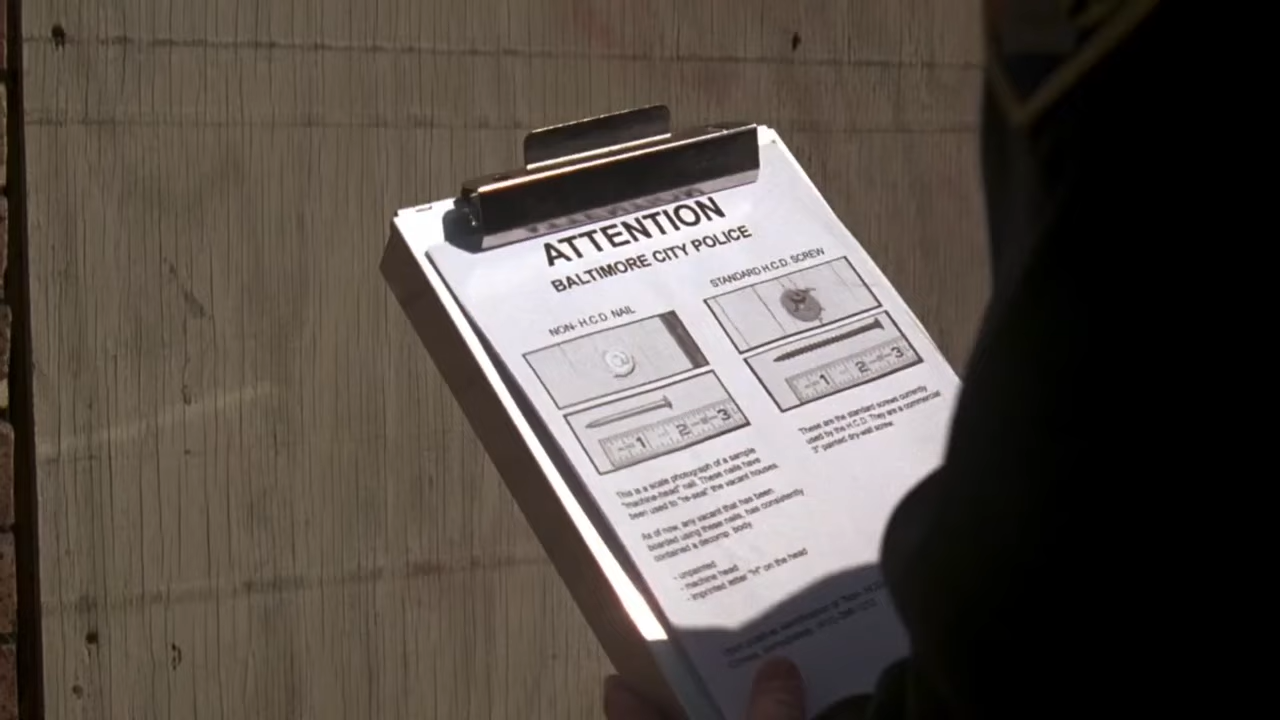 ATTENTION
BALTIMORE CITY POLICE
NON- H.C.D. NAIL
1 2 3
This is a scale photograph of a sample
"machine-head" nail. These nails have
been used to "re-seal" the vacant houses.
As of now, any vacant that has been
boarded using these nails, has consistently
contained a decomp. body
- unpainted
- machine head
- imprinted letter "H" on the head
STANDARD H.C.D. SCREW
1 2 3
These are the standard screws currently
used by the H.C.D. They are a commercial
3" painted dry-wall screw.